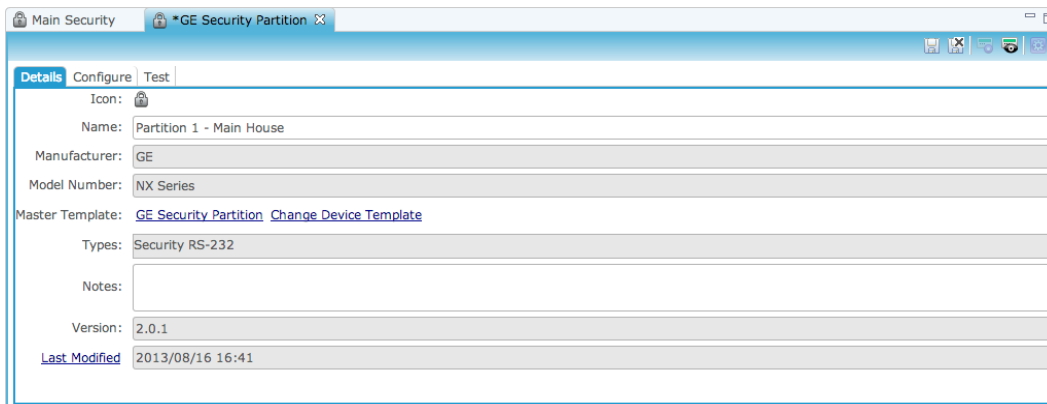 Main Security *GE Security Partition
Details Configure Test
Icon:
Name: Partition 1 - Main House
Manufacturer: GE
Model Number: NX Series
Master Template: GE Security Partition Change Device Template
Types: Security RS-232
Notes:
Version: 2.0.1
Last Modified 2013/08/16 16:41